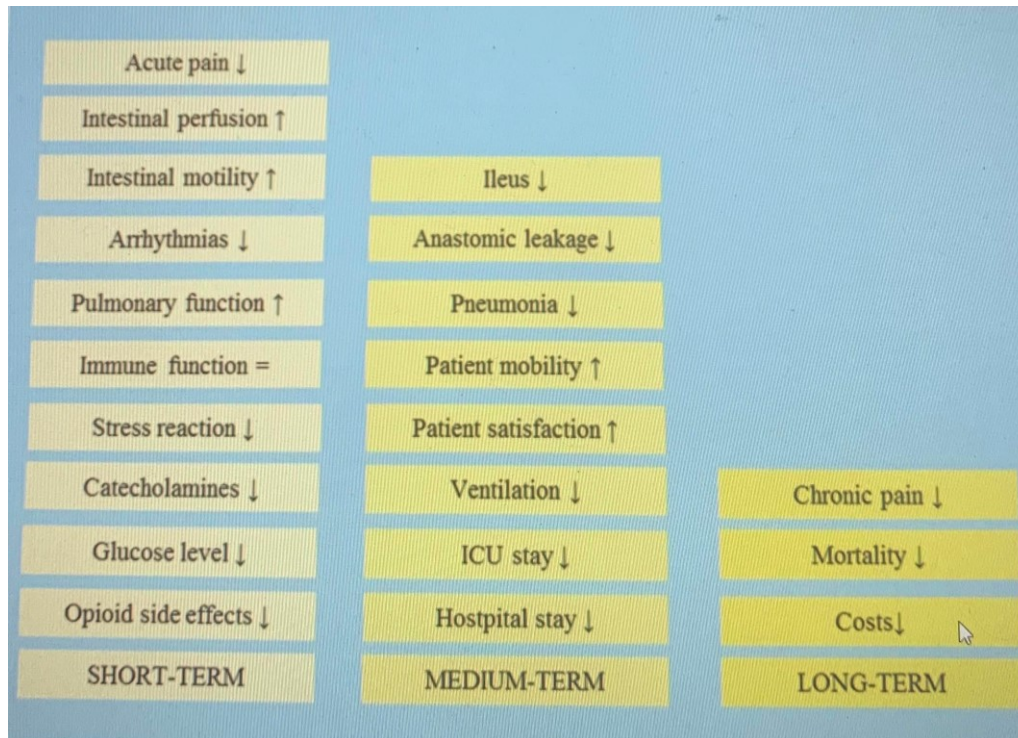 Acute pain ↓
Intestinal perfusion ↑
Intestinal motility ↑
Arrhythmias ↓
Pulmonary function ↑
Immune function =
Stress reaction ↓
Catecholamines ↓
Glucose level ↓
Opioid side effects ↓
SHORT-TERM
Ileus ↓
Anastomic leakage ↓
Pneumonia ↓
Patient mobility ↑
Patient satisfaction ↑
Ventilation ↓
ICU stay ↓
Hostpital stay ↓
MEDIUM-TERM
Chronic pain ↓
Mortality ↓
Costs↓
LONG-TERM